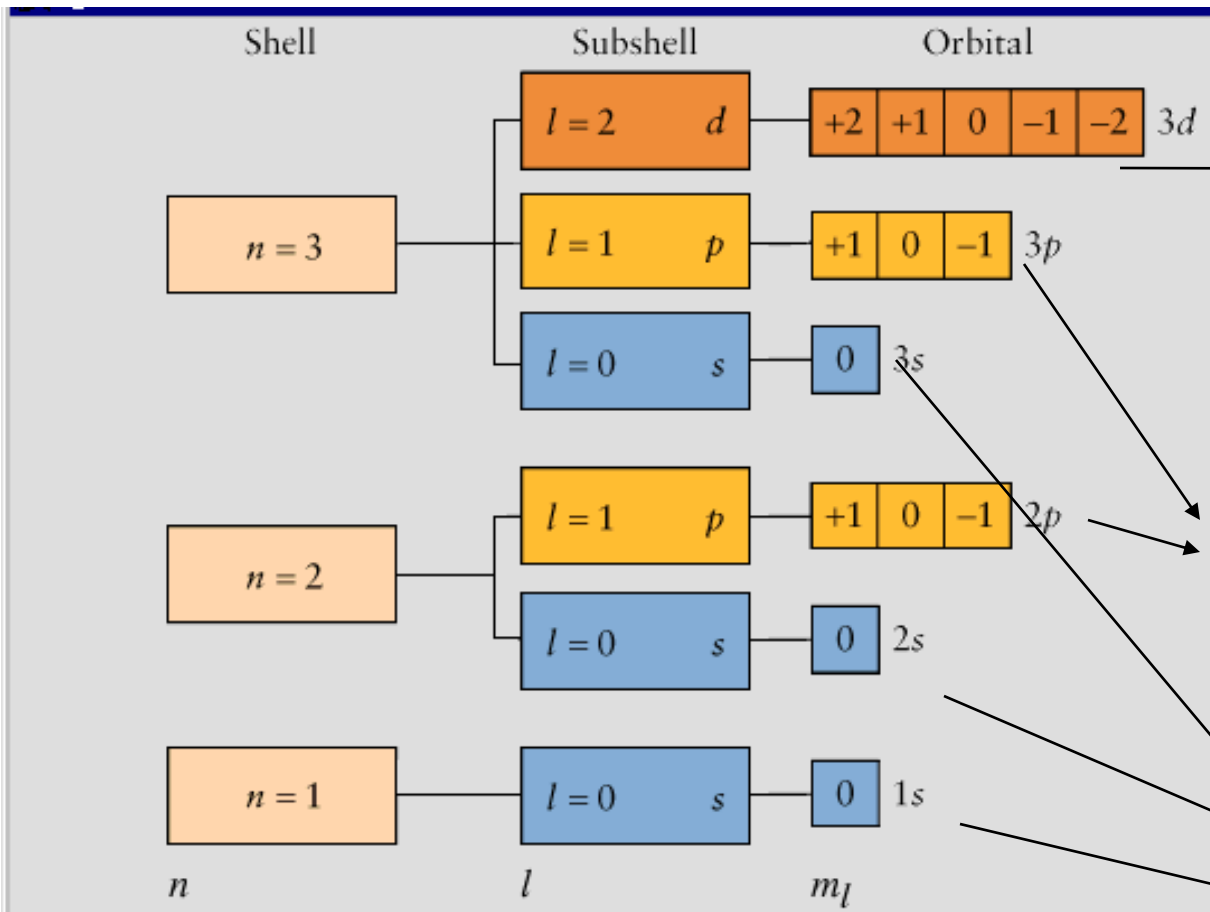 Shell Subshell Orbital
l = 2 d +2 +1 0 −1 −2 3d
n = 3 l = 1 p +1 0 −1 3p
l = 0 s 0 3s
l = 1 p +1 0 −1 2p
n = 2
l = 0 s 0 2s
n = 1 l = 0 s 0 1s
n l ml